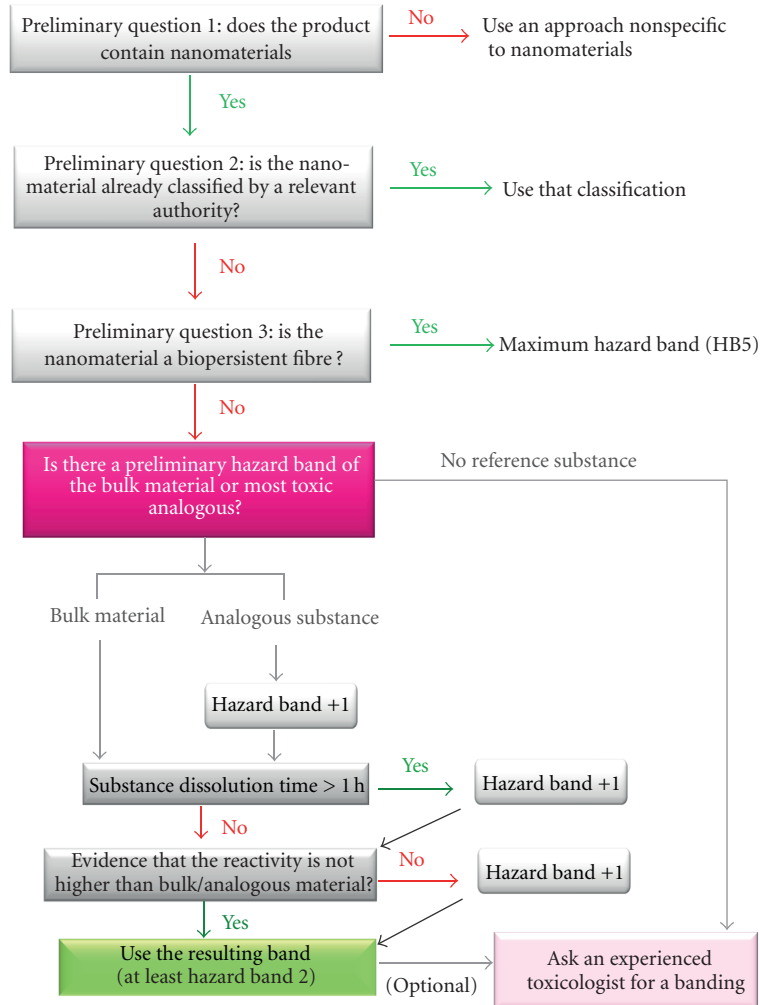 Preliminary question 1: does the product
contain nanomaterials
No
Use an approach nonspecific
to nanomaterials
Yes
Preliminary question 2: is the nano-
material already classified by a relevant
authority?
Yes
Use that classification
No
Preliminary question 3: is the
nanomaterial a biopersistent fibre ?
Yes
Maximum hazard band (HB5)
No
Is there a preliminary hazard band of
the bulk material or most toxic
analogous?
No reference substance
Bulk material
Analogous substance
Hazard band +1
Substance dissolution time > 1 h
Yes
Hazard band +1
No
Evidence that the reactivity is not
higher than bulk/analogous material?
No
Hazard band +1
Yes
Use the resulting band
(at least hazard band 2)
(Optional)
Ask an experienced
toxicologist for a banding